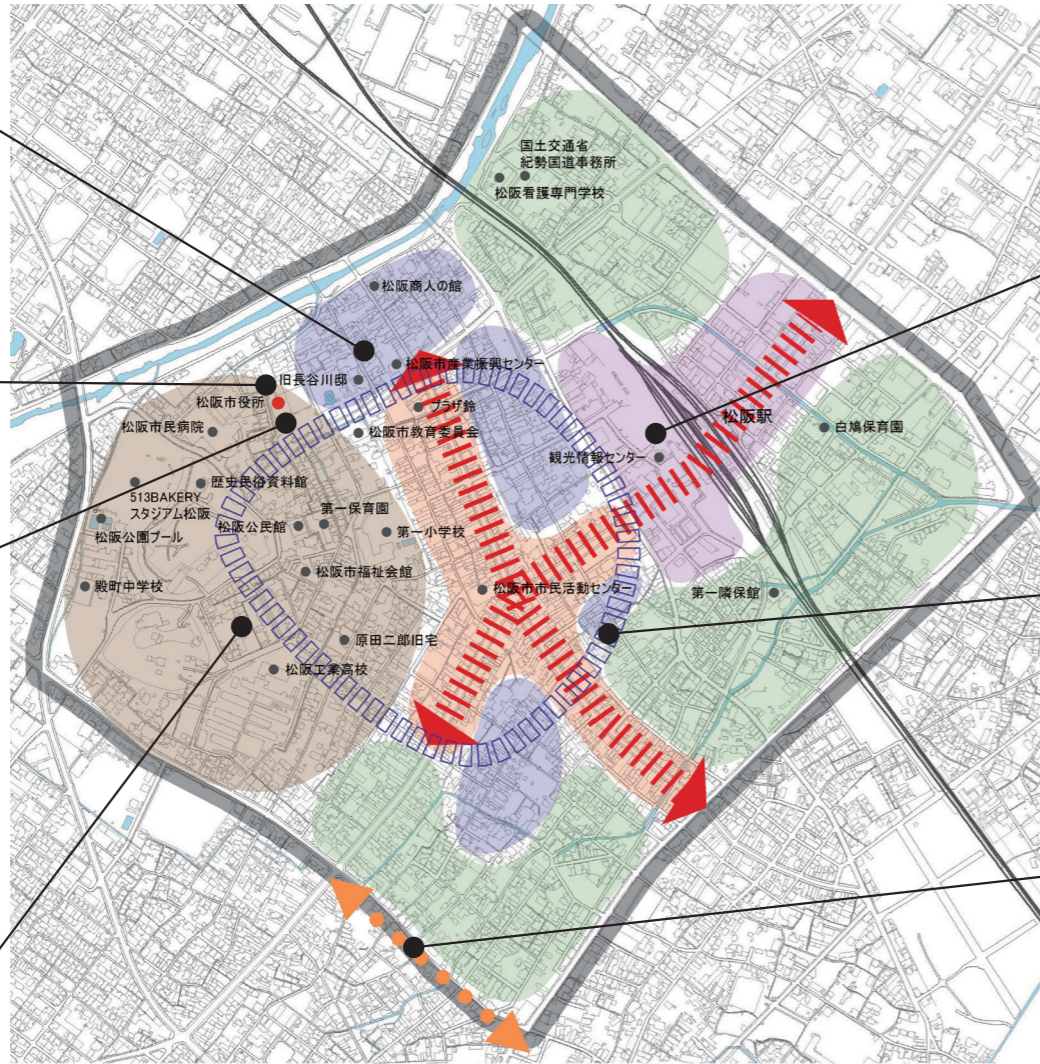 国土交通省
紀勢国道事務所
松阪看護専門学校
松阪商人の館
松阪市産業振興センター
旧長谷川邸
松阪市役所
プラザ鈴
松阪駅
松阪市民病院
松阪市教育委員会
白鳩保育園
観光情報センター
歴史民俗資料館
513BAKERY
スタジアム松阪
松阪公民館
第一保育園
松阪公園プール
第一小学校
松阪市福祉会館
殿町中学校
松阪市市民活動センター
第一隣保館
原田二郎旧宅
松阪工業高校